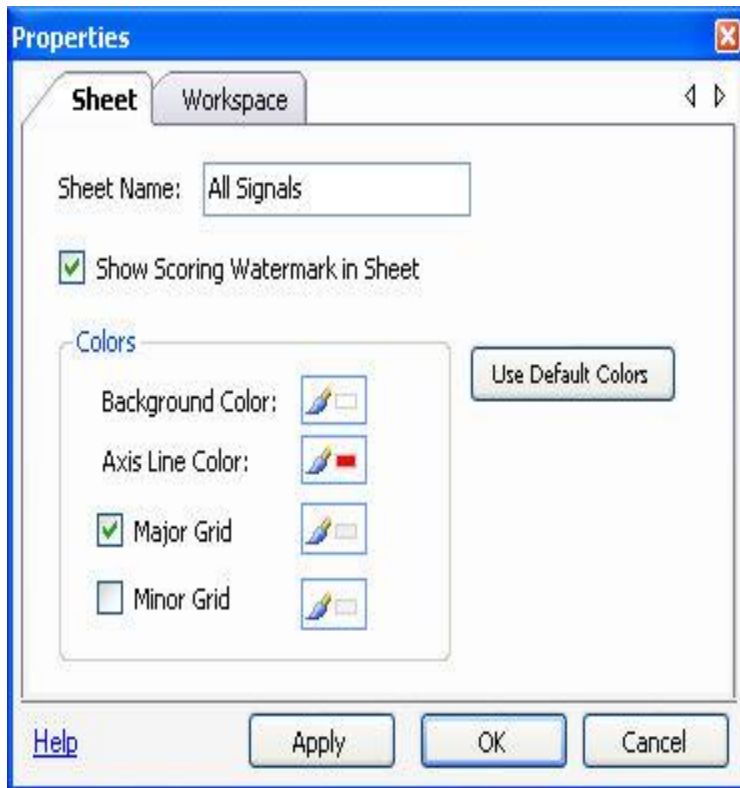 Properties
Sheet Workspace
Sheet Name: All Signals
Show Scoring Watermark in Sheet
Colors
Use Default Colors
Background Color:
Axis Line Color:
Major Grid
Minor Grid
Help Apply OK Cancel